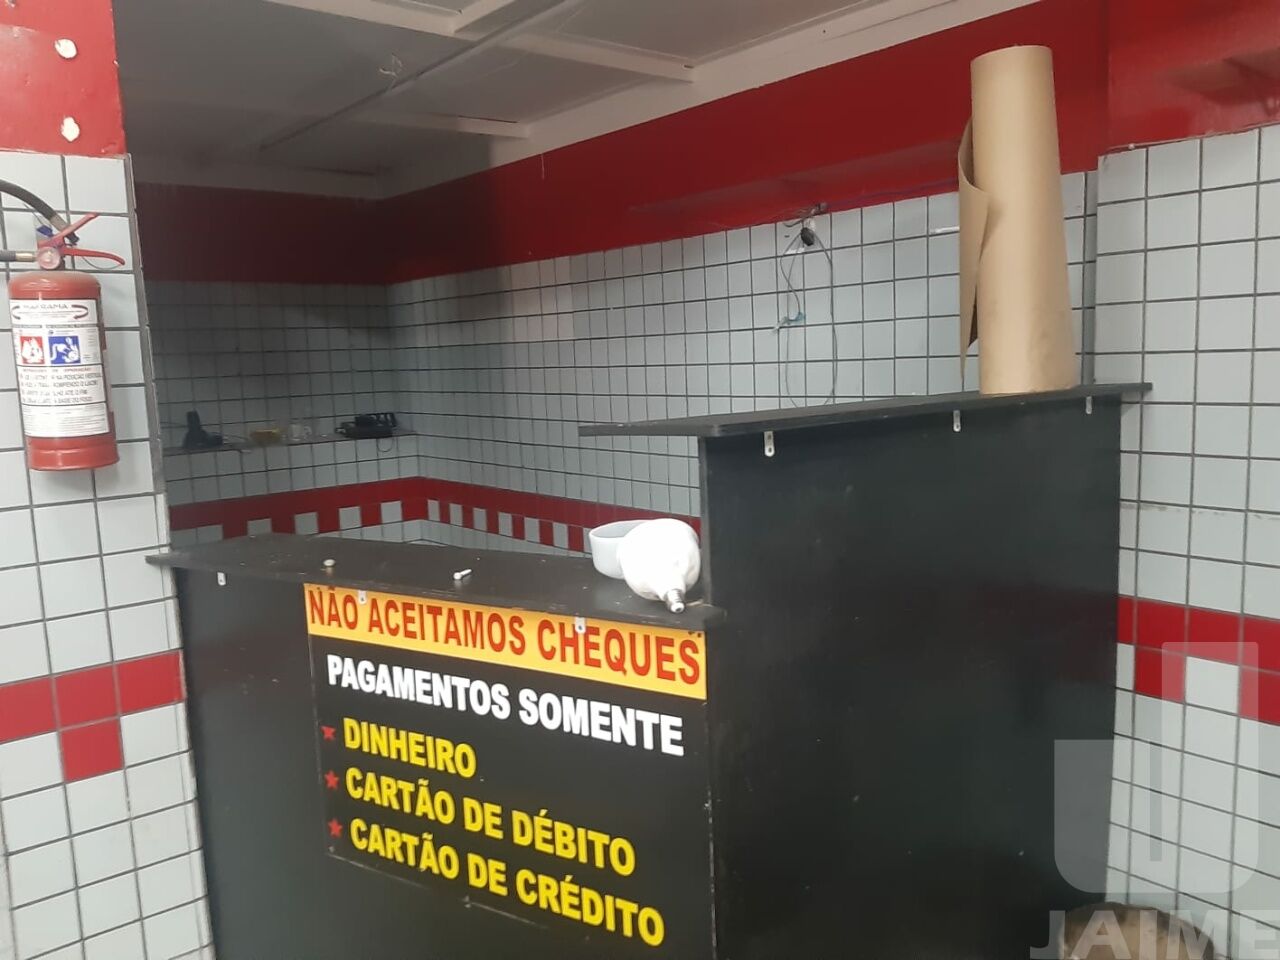 NÃO ACEITAMOS CHEQUES
PAGAMENTOS SOMENTE
DINHEIRO
CARTÃO DE DÉBITO
CARTÃO DE CRÉDITO
JAIME